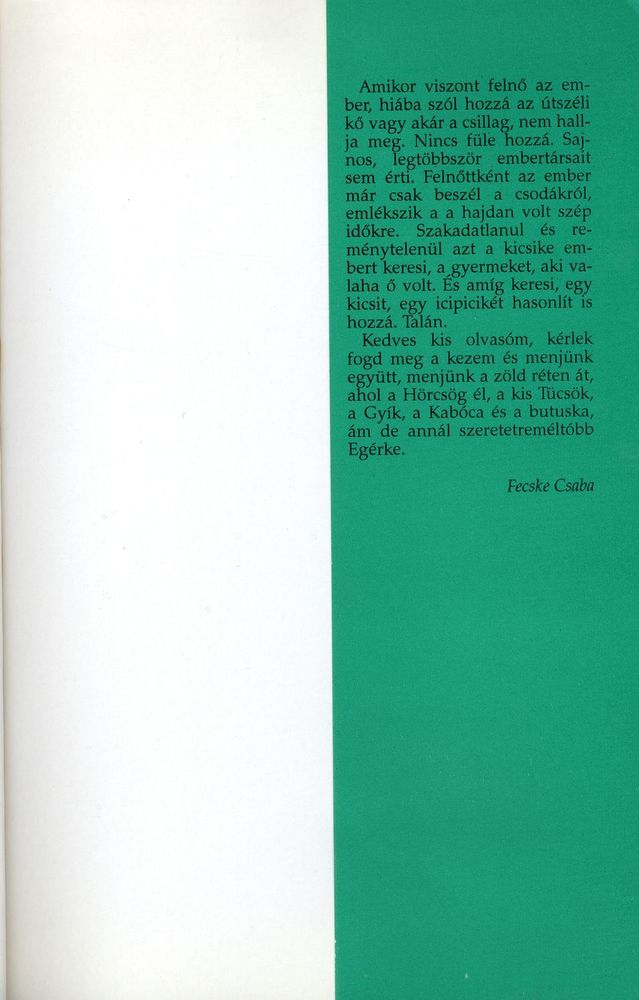 Amikor viszont felnő az em-
ber, hiába szól hozzá az útszéli
kő vagy akár a csillag, nem hall-
ja meg. Nincs füle hozzá. Saj-
nos, legtöbbször embertársait
sem érti. Felnőttként az ember
már csak beszél a csodákról,
emlékszik a a hajdan volt szép
időkre. Szakadatlanul és re-
ménytelenül azt a kicsike em-
bert keresi, a gyermeket, aki va-
laha ő volt. És amíg keresi, egy
kicsit, egy icipicikét hasonlít is
hozzá. Talán.
Kedves kis olvasóm, kérlek
fogd meg a kezem és menjünk
együtt, menjünk a zöld réten át,
ahol a Hörcsög él, a kis Tücsök,
a Gyík, a Kabóca és a butuska,
ám de annál szeretetreméltóbb
Egérke.
Fecske Csaba